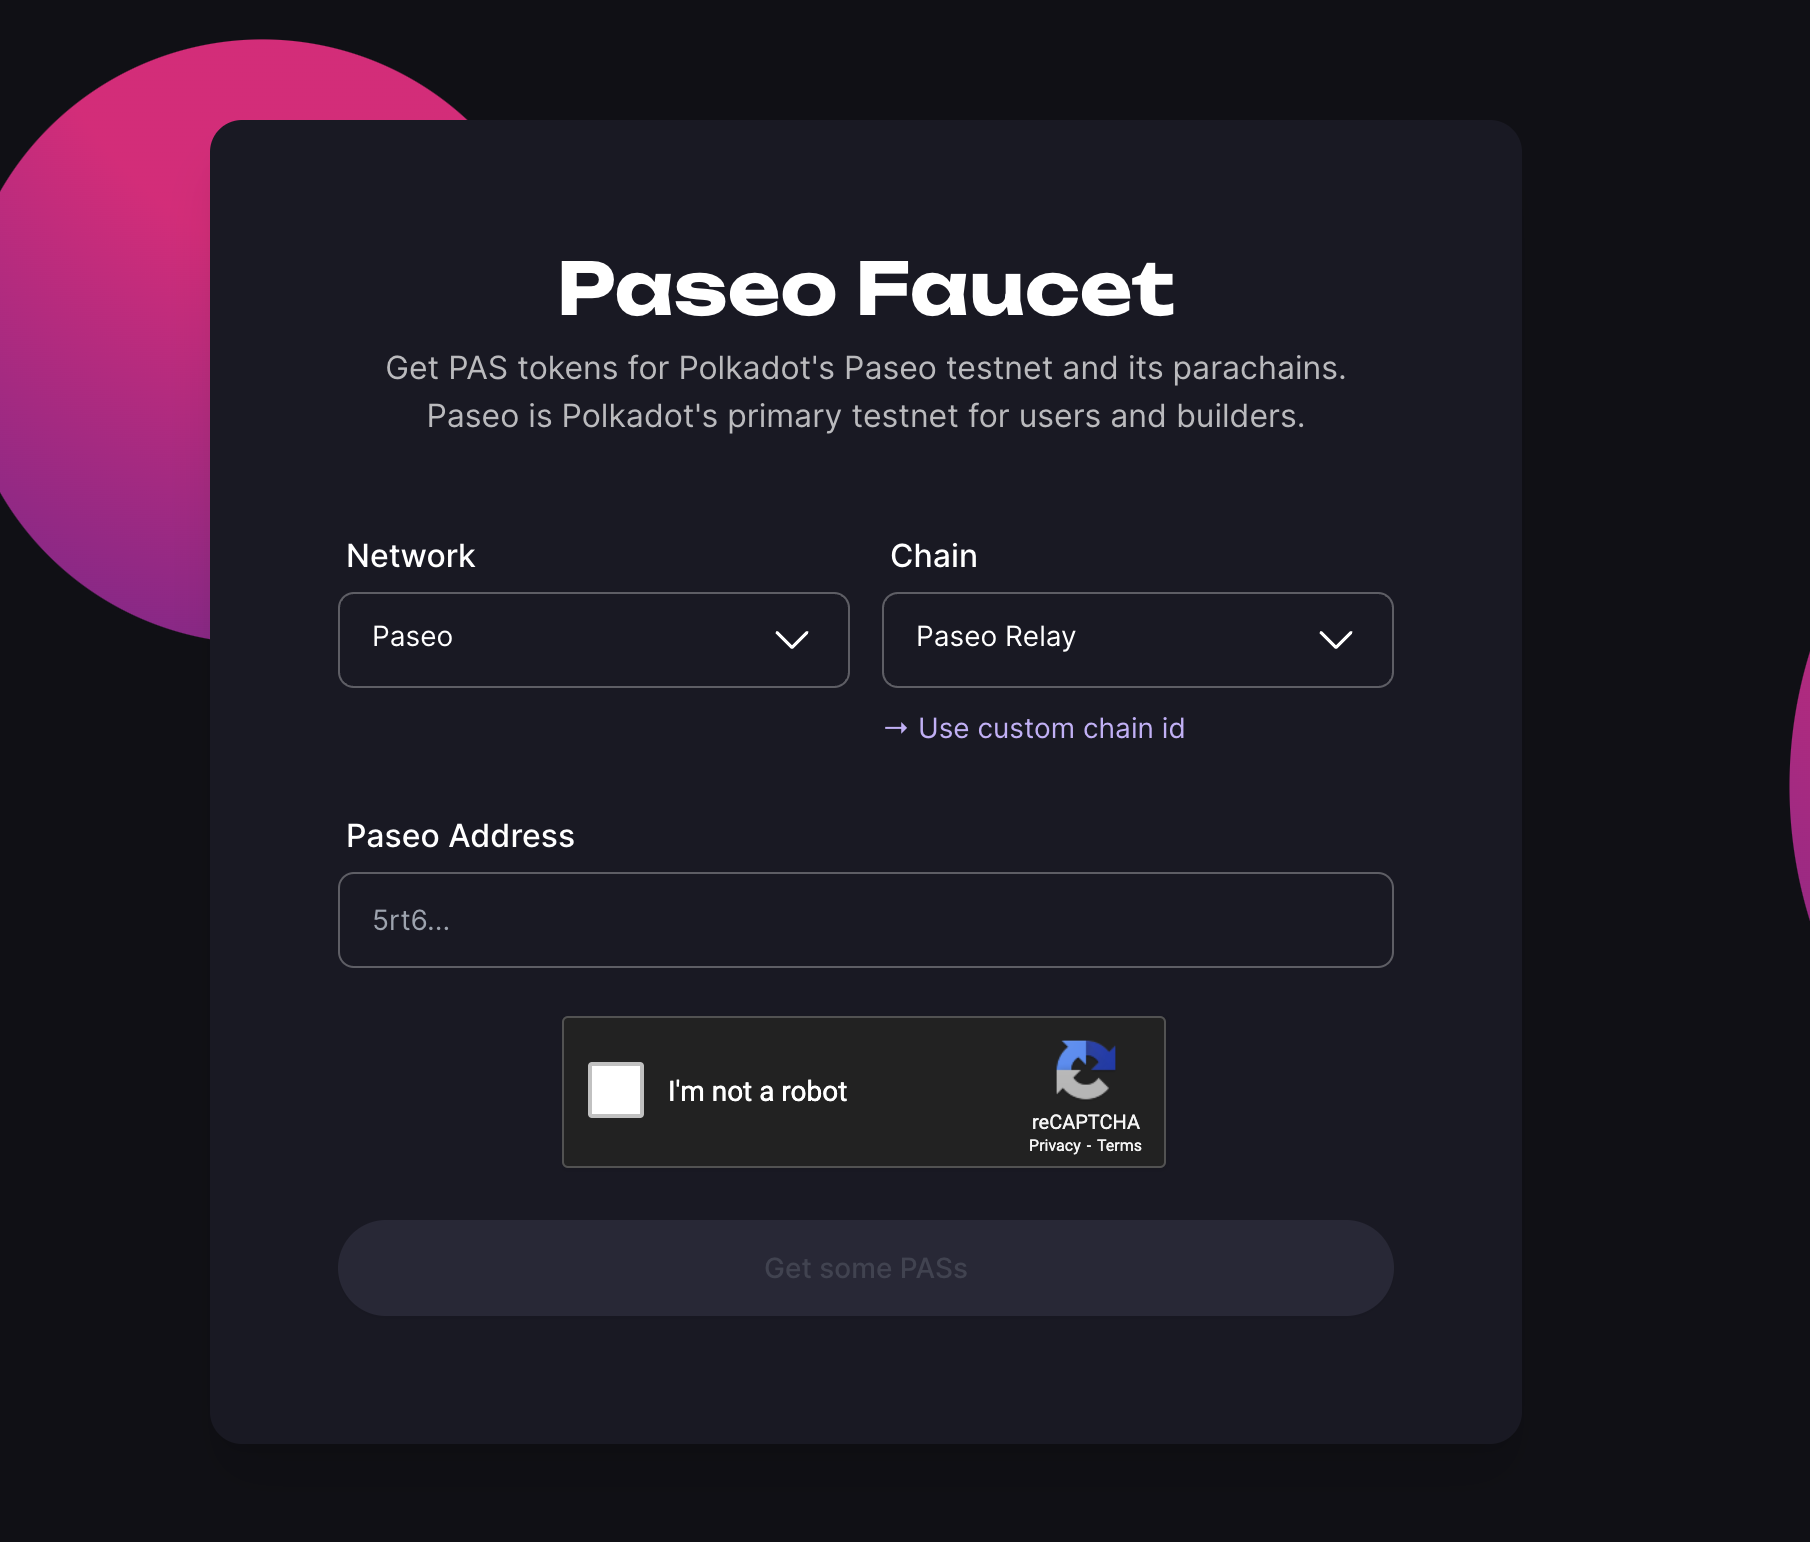 Paseo Faucet
Get PAS tokens for Polkadot's Paseo testnet and its parachains.
Paseo is Polkadot's primary testnet for users and builders.
Network
Chain
Paseo
Paseo Relay
→ Use custom chain id
Paseo Address
5rt6...
I'm not a robot
reCAPTCHA
Privacy - Terms
Get some PASs